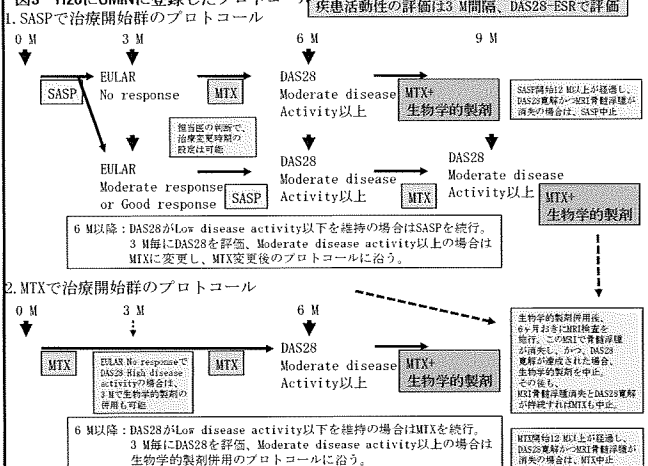 図3 H20にUMINに登録したプロトコール
疾患活動性の評価は3 M間隔、DAS28-ESRで評価
1.SASPで治療開始群のプロトコール
0 M
3 M
6 M
9 M
SASP
EULAR
No response
MTX
DAS28
Moderate disease
Activity以上
MTX+
生物学的製剤
SASP開始12 M以上が経過し、
DAS28寛解かつMRI骨髄浮腫が
消失の場合は、SASP中止
担当医の判断で、
治療変更時期の
設定は可能
EULAR
Moderate response
or Good response
SASP
DAS28
Moderate disease
Activity以上
MTX
DAS28
Moderate disease
Activity以上
MTX+
生物学的製剤
6 M以降:DAS28がLow disease activity以下を維持の場合はSASPを続行。
3 M毎にDAS28を評価、Moderate disease activity以上の場合は
MTXに変更し、MTX変更後のプロトコールに沿う。
2.MTXで治療開始群のプロトコール
0 M
3 M
6 M
MTX
EULAR No responseで
DAS28 High disease
activityの場合は、
3 Mで生物学的製剤の
併用も可能
MTX
DAS28
Moderate disease
Activity以上
MTX+
生物学的製剤
生物学的製剤併用後、
6ヶ月おきにMRI検査を
施行。このMRIで骨髄浮腫
が消失し、かつ、DAS28
寛解が達成された場合、
生物学的製剤を中止。
その後も、
MRI骨髄浮腫消失とDAS28寛解
が持続すればMTXも中止。
6 M以降:DAS28がLow disease activity以下を維持の場合はMTXを続行。
3 M毎にDAS28を評価、Moderate disease activity以上の場合は
生物学的製剤併用のプロトコールに沿う。
MTX開始12 M以上が経過し、
DAS28寛解かつMRI骨髄浮腫が
消失の場合は、MTX中止